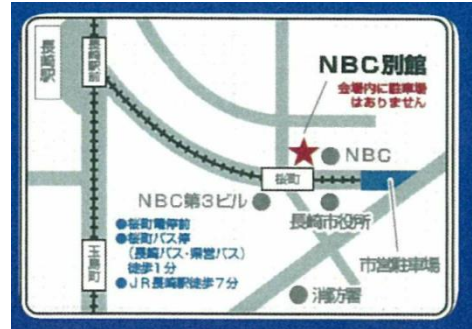 長崎駅
長崎駅前
NBC別館
会場内に駐車場
はありません
NBC
桜町
NBC第3ビル
長崎市役所
●桜町電停前
●桜町バス停
(長崎バス・県営バス)
徒歩1分
●JR長崎駅徒歩7分
市営駐車場
五島町
消防署